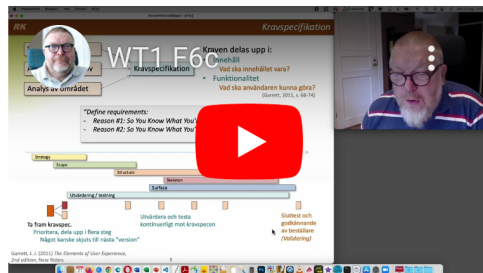 RK
Kravspecifikation
WT1 F6c
Kraven delas upp i:
Innehåll
Vad ska innehållet vara?
• Funktionalitet
Vad ska användaren kunna göra?
(Garrett, 2011, s. 68-74)
Kravspecifikation
Analys av området
"Define requirements:
- Reason #1: So You Know What You'
- Reason #2: So You Know What You'
Strategy
Scope
Structure
Skeleton
Surface
Utvärdering / testning
Ta fram kravspec.
Prioritera, dela upp i flera steg
Något kanske skjuts till nästa "version"
Utvärdera och testa
kontinuerligt mot kravspecen
Sluttest och
godkännande
av beställare
(Validering)
Garrett, J. J. (2011) The Elements of User Experience,
2nd edition, New Riders